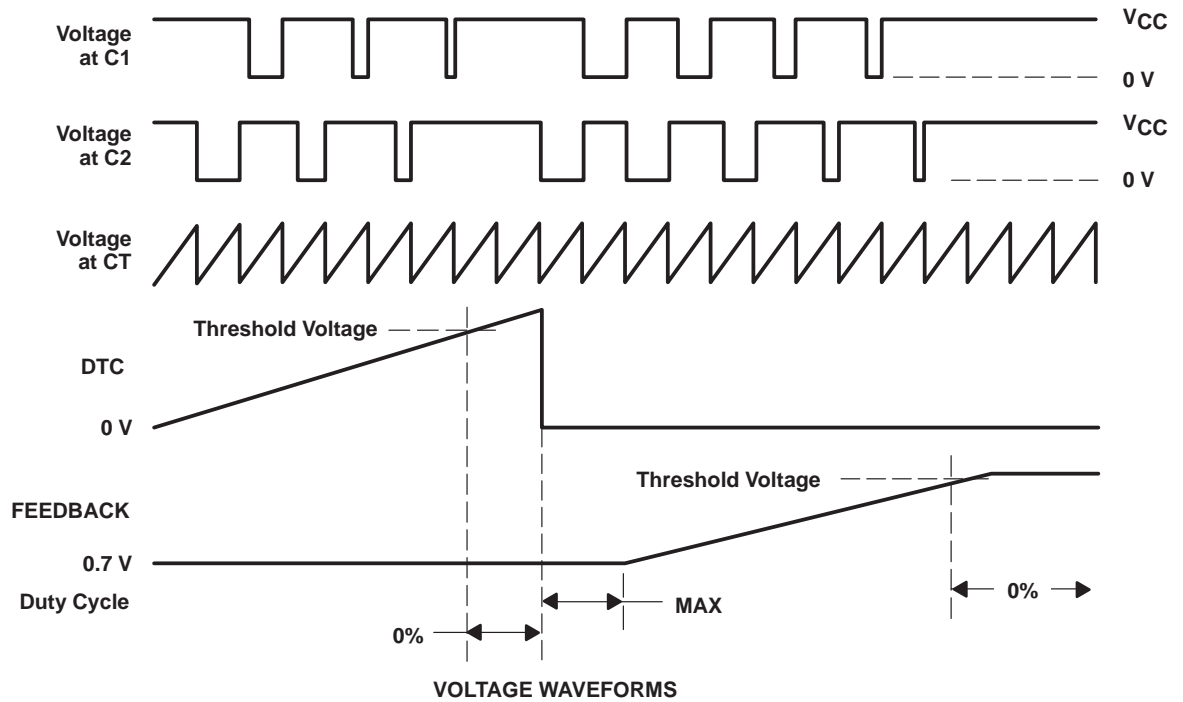 Voltage
at C1
VCC
0 V
Voltage
at C2
VCC
0 V
Voltage
at CT
Threshold Voltage
DTC
0 V
Threshold Voltage
FEEDBACK
0.7 V
0%
Duty Cycle
MAX
0%
VOLTAGE WAVEFORMS